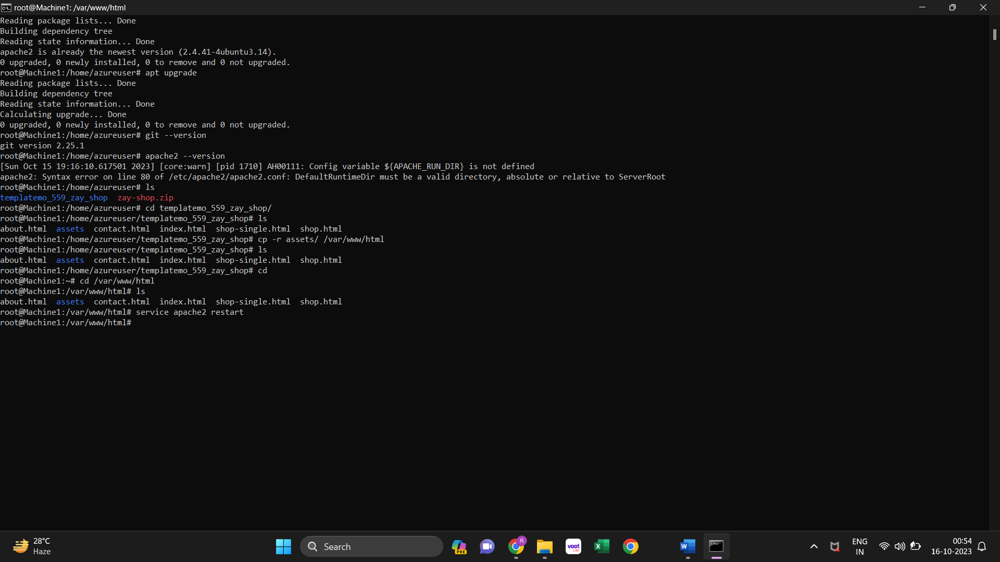 root@Machine1: /var/www/html
Reading package lists... Done
Building dependency tree
Reading state information... Done
apache2 is already the newest version (2.4.41-4ubuntu3.14).
0 upgraded, 0 newly installed, 0 to remove and 0 not upgraded.
root@Machine1:/home/azureuser# apt upgrade
Reading package lists... Done
Building dependency tree
Reading state information... Done
Calculating upgrade... Done
0 upgraded, 0 newly installed, 0 to remove and 0 not upgraded.
root@Machine1:/home/azureuser# git --version
git version 2.25.1
root@Machine1:/home/azureuser# apache2 --version
[Sun Oct 15 19:16:10.617501 2023] [core:warn] [pid 1710] AH00111: Config variable ${APACHE_RUN_DIR} is not defined
apache2: Syntax error on line 80 of /etc/apache2/apache2.conf: DefaultRuntimeDir must be a valid directory, absolute or relative to ServerRoot
root@Machine1:/home/azureuser# ls
templatemo_559_zay_shop  zay-shop.zip
root@Machine1:/home/azureuser# cd templatemo_559_zay_shop/
root@Machine1:/home/azureuser/templatemo_559_zay_shop# ls
about.html  assets  contact.html  index.html  shop-single.html  shop.html
root@Machine1:/home/azureuser/templatemo_559_zay_shop# cp -r assets/ /var/www/html
root@Machine1:/home/azureuser/templatemo_559_zay_shop# ls
about.html  assets  contact.html  index.html  shop-single.html  shop.html
root@Machine1:/home/azureuser/templatemo_559_zay_shop# cd
root@Machine1:~# cd /var/www/html
root@Machine1:/var/www/html# ls
about.html  assets  contact.html  index.html  shop-single.html  shop.html
root@Machine1:/var/www/html# service apache2 restart
root@Machine1:/var/www/html#
28°C
Haze
Search
PRE
R
voot
Lite
X
W
ENG
IN
00:54
16-10-2023